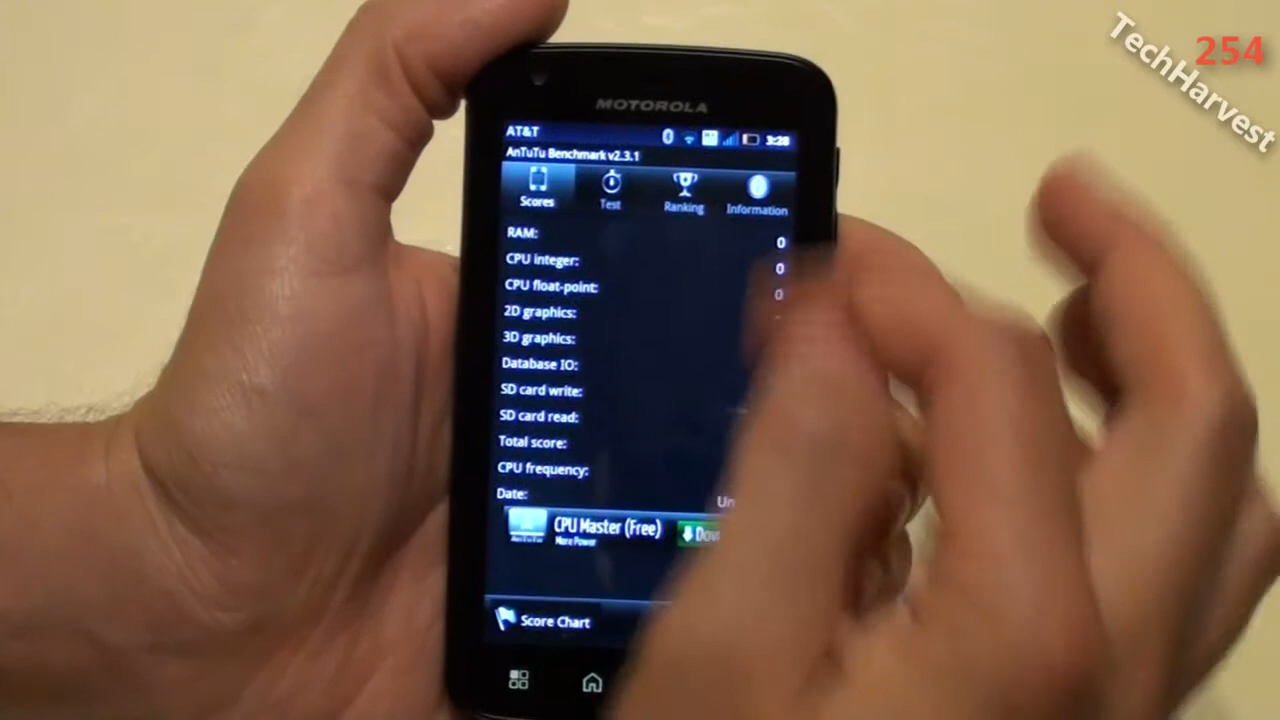 254
TechHarvest
MOTOROLA
AT&T 3:28
AnTuTu Benchmark v2.3.1
Scores Test Ranking Information
RAM: 0
CPU integer: 0
CPU float-point: 0
2D graphics:
3D graphics:
Database IO:
SD card write:
SD card read:
Total score:
CPU frequency:
Date: Un
CPU Master (Free)
More Power
AnTuTu
Score Chart